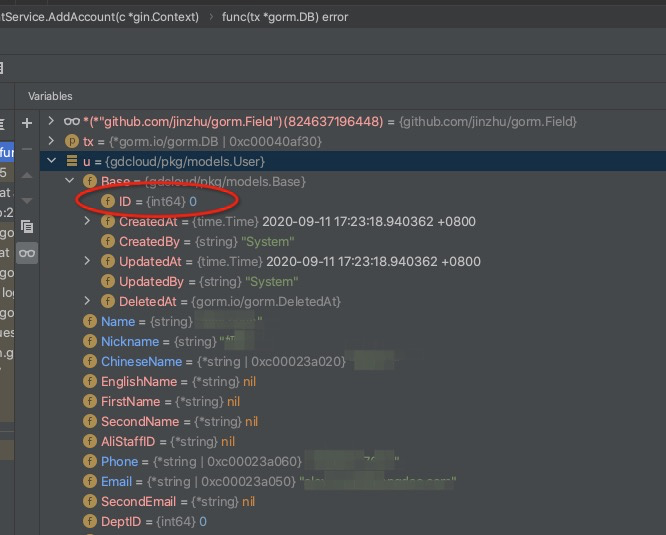 tService.AddAccount(c *gin.Context) › func(tx *gorm.DB) error
Variables
*(*"github.com/jinzhu/gorm.Field")(824637196448) = {github.com/jinzhu/gorm.Field}
tx = {*gorm.io/gorm.DB | 0xc00040af30}
u = {gdcloud/pkg/models.User}
Base = {gdcloud/pkg/models.Base}
ID = {int64} 0
CreatedAt = {time.Time} 2020-09-11 17:23:18.940362 +0800
CreatedBy = {string} "System"
UpdatedAt = {time.Time} 2020-09-11 17:23:18.940362 +0800
UpdatedBy = {string} "System"
DeletedAt = {gorm.io/gorm.DeletedAt}
Name = {string} "
Nickname = {string} "
ChineseName = {*string | 0xc00023a020}
EnglishName = {*string} nil
FirstName = {*string} nil
SecondName = {*string} nil
AliStaffID = {*string} nil
Phone = {*string | 0xc00023a060} "
Email = {*string | 0xc00023a050} "
SecondEmail = {*string} nil
DeptID = {int64} 0